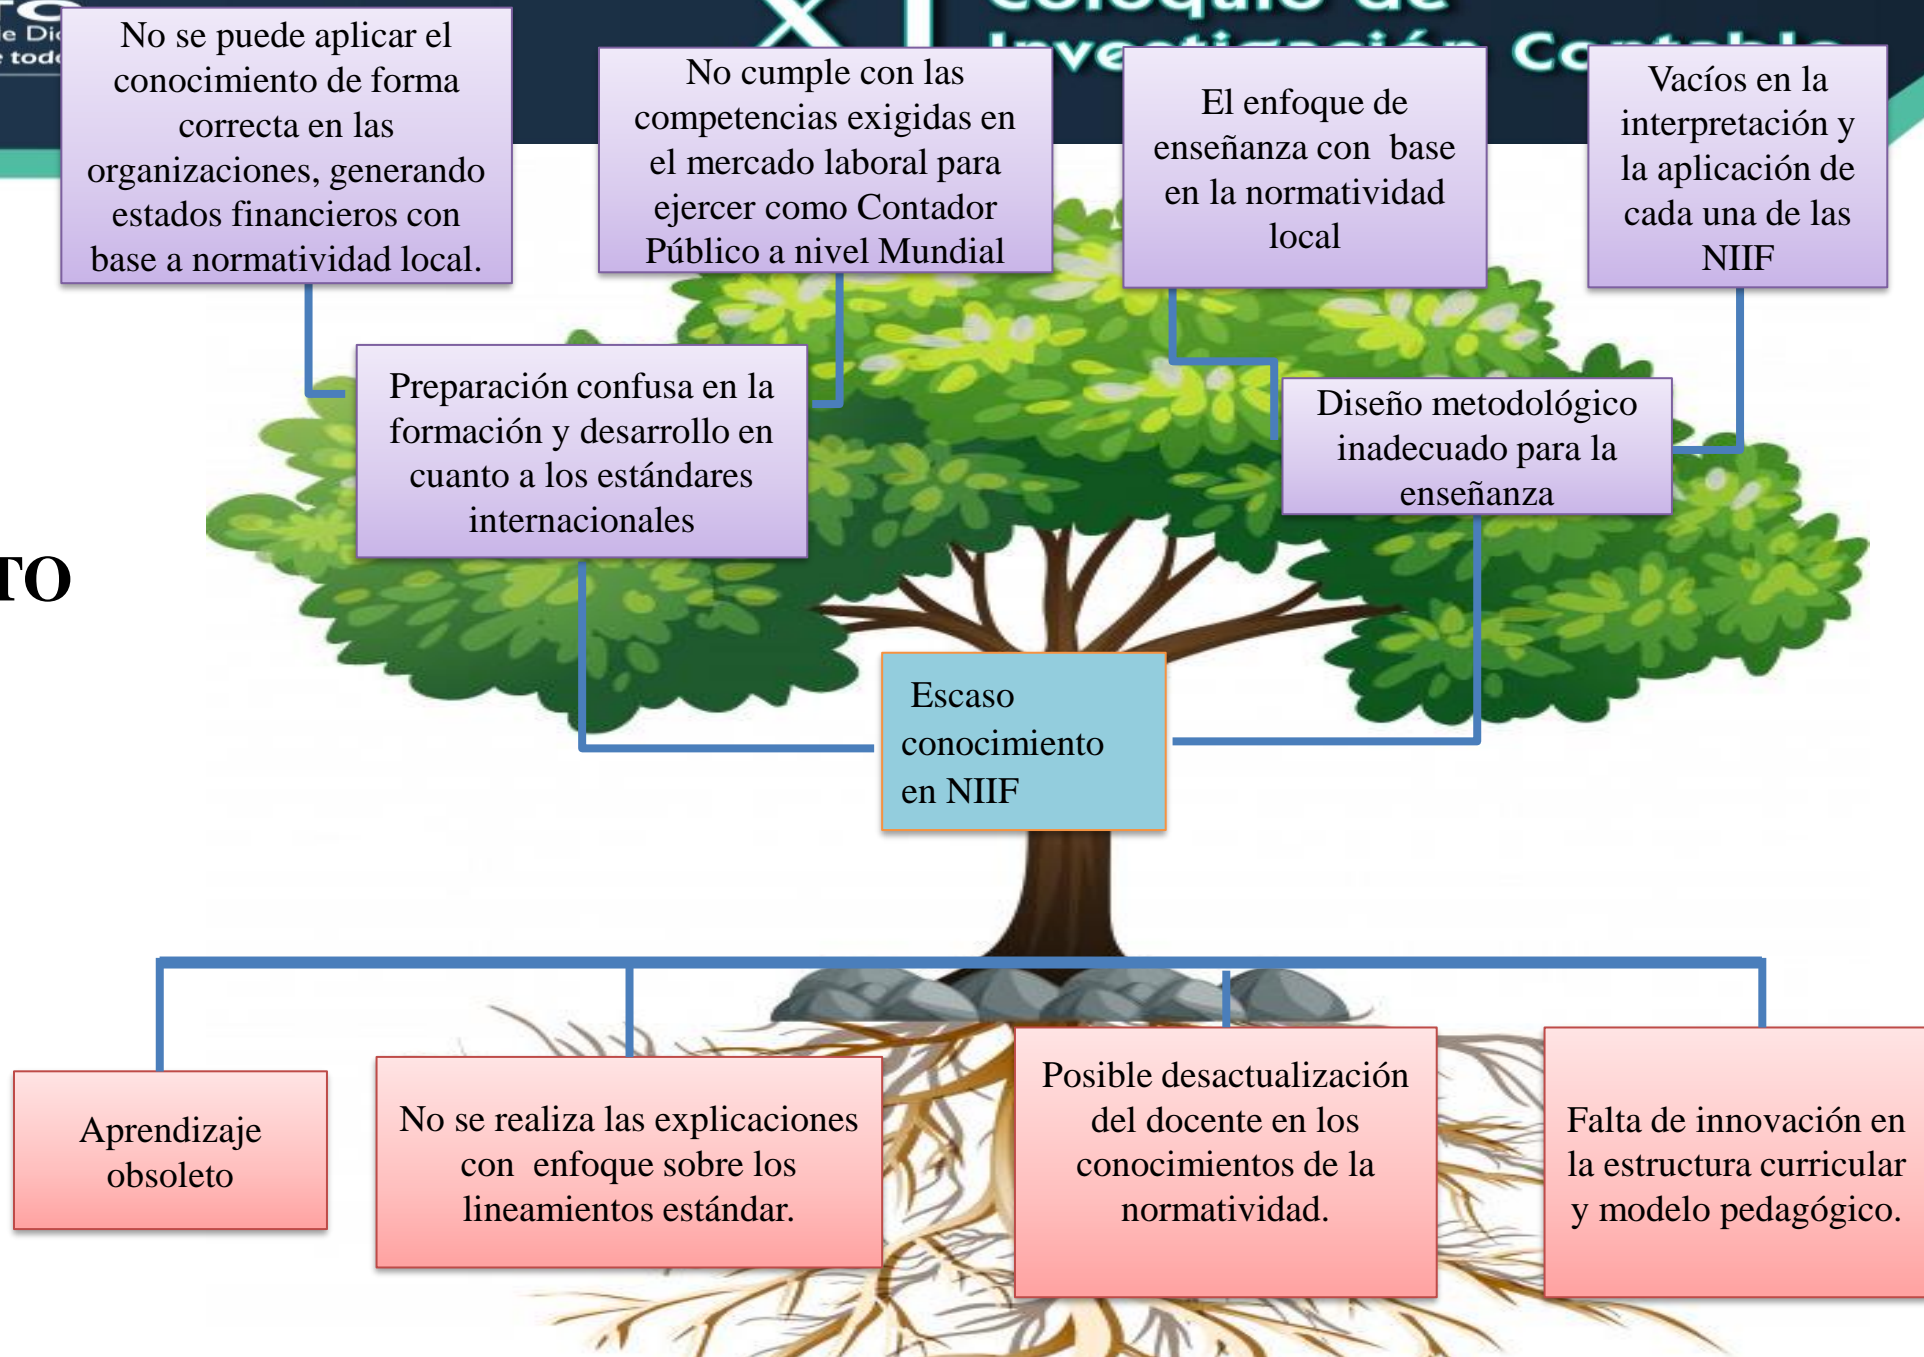 XI
Coloquio de
No se puede aplicar el
conocimiento de forma
correcta en las
organizaciones, generando
estados financieros con
base a normatividad local.
No cumple con las
competencias exigidas en
el mercado laboral para
ejercer como Contador
Público a nivel Mundial
El enfoque de
enseñanza con base
en la normatividad
local
Vacíos en la
interpretación y
la aplicación de
cada una de las
NIIF
Preparación confusa en la
formación y desarrollo en
cuanto a los estándares
internacionales
Diseño metodológico
inadecuado para la
enseñanza
TO
Escaso
conocimiento
en NIIF
Aprendizaje
obsoleto
No se realiza las explicaciones
con enfoque sobre los
lineamientos estándar.
Posible desactualización
del docente en los
conocimientos de la
normatividad.
Falta de innovación en
la estructura curricular
y modelo pedagógico.